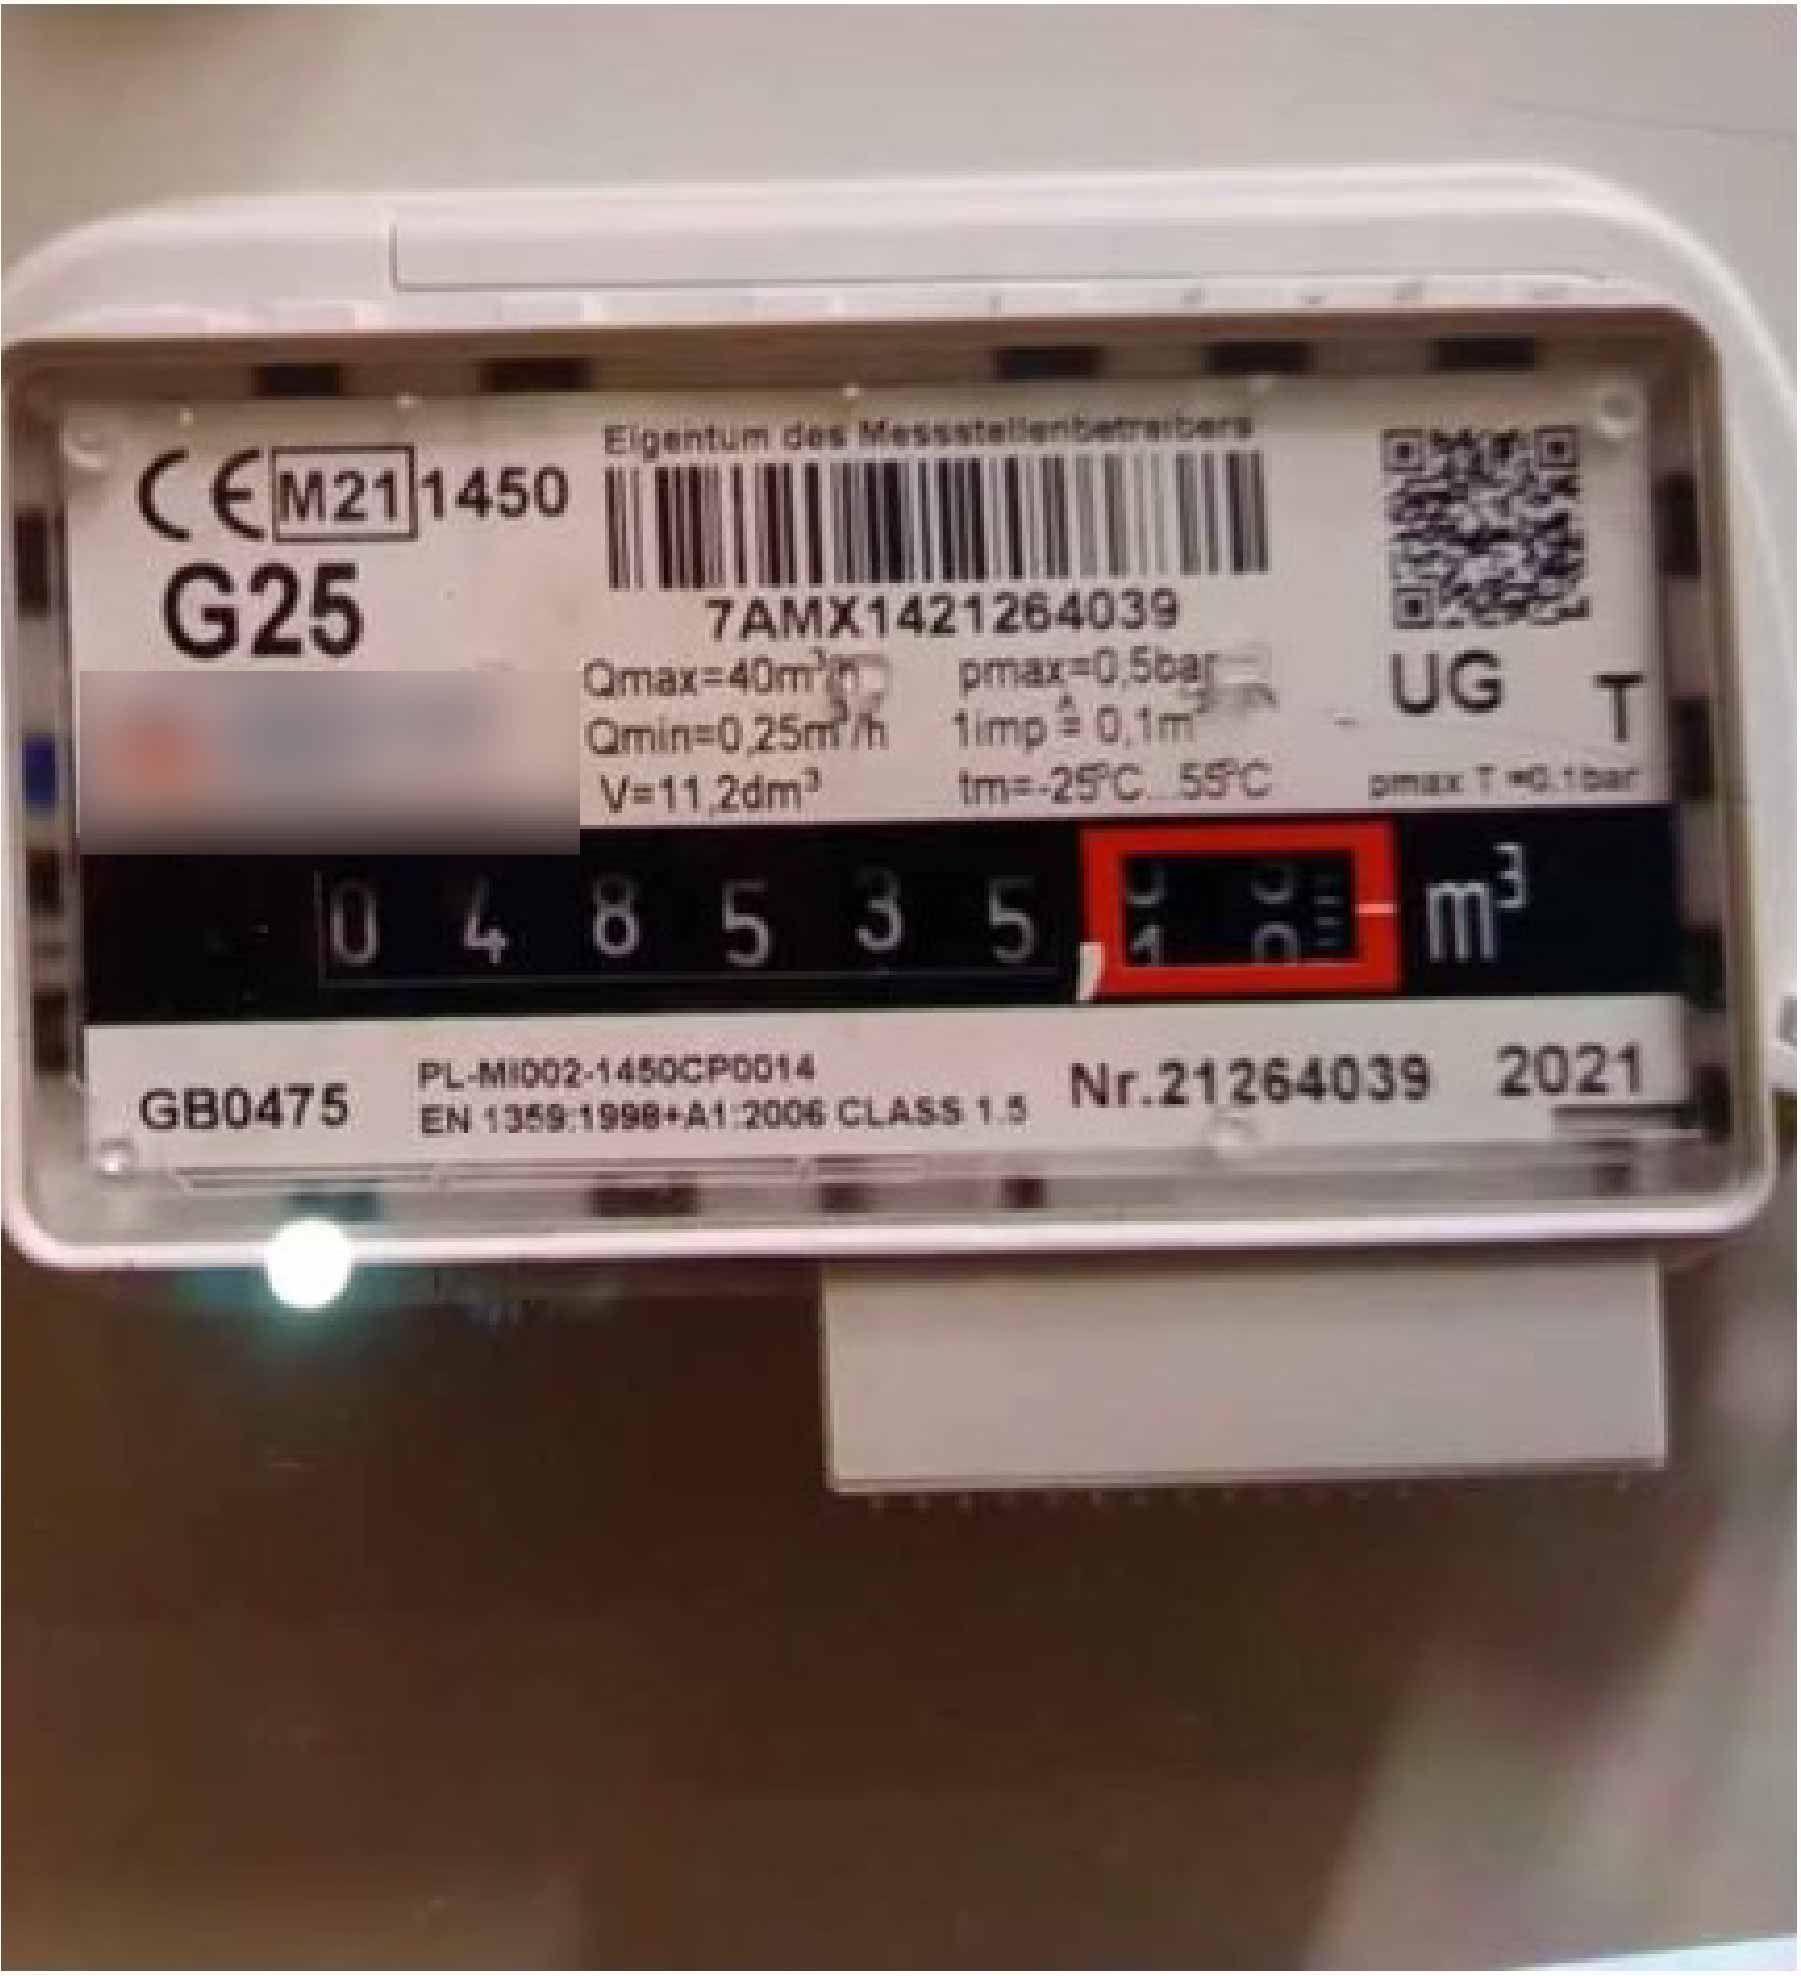 Eigentum des Messstellenbetreibers
CE M21 1450
G25
7AMX1421264039
Qmax=40m³/h pmax=0,5bar
Qmin=0,25m³/h 1imp ≙ 0,1m³
V=11,2dm³ tm=-25°C...55°C
UG T
pmax T =0.1bar
0 4 8 5 3 5 , m³
GB0475
PL-MI002-1450CP0014
EN 1359:1998+A1:2006 CLASS 1.5
Nr.21264039 2021